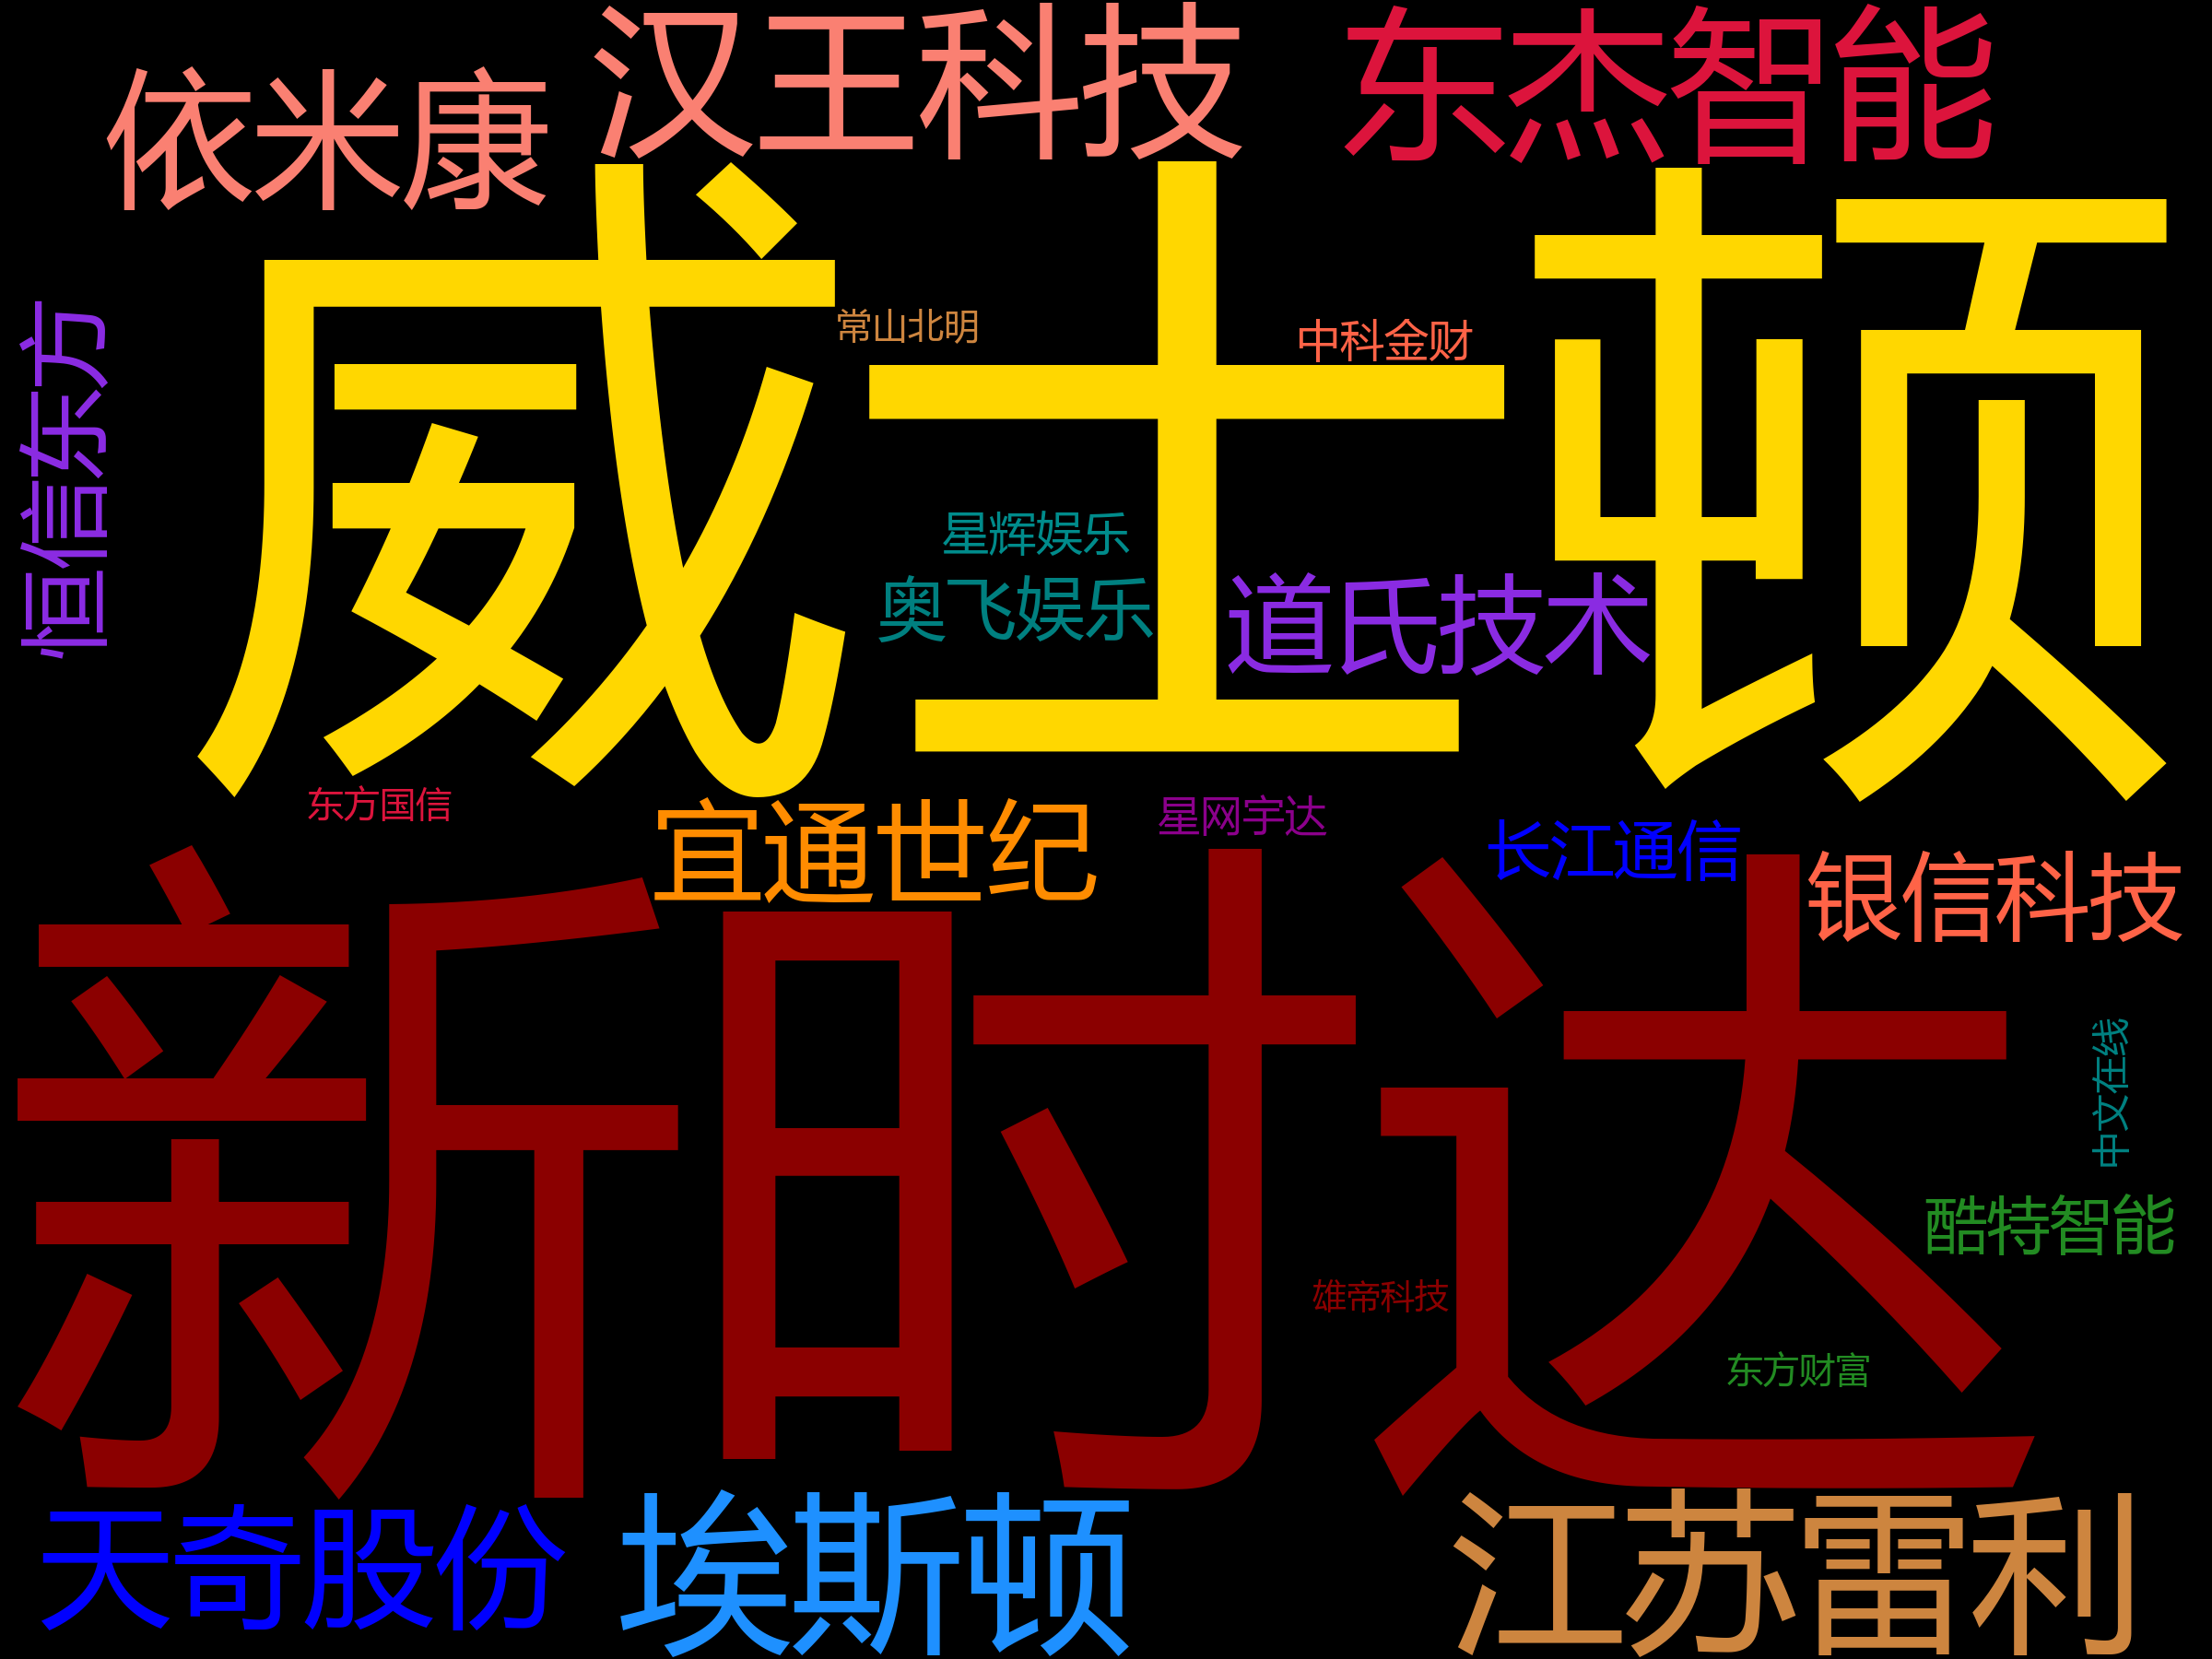 汉王科技
东杰智能
依米康
威士顿
恒信东方
常山北明
中科金财
星辉娱乐
奥飞娱乐
道氏技术
东方国信
宜通世纪
星网宇达
长江通信
银信科技
新时达
中文在线
酷特智能
雄帝科技
东方财富
天奇股份
埃斯顿
江苏雷利